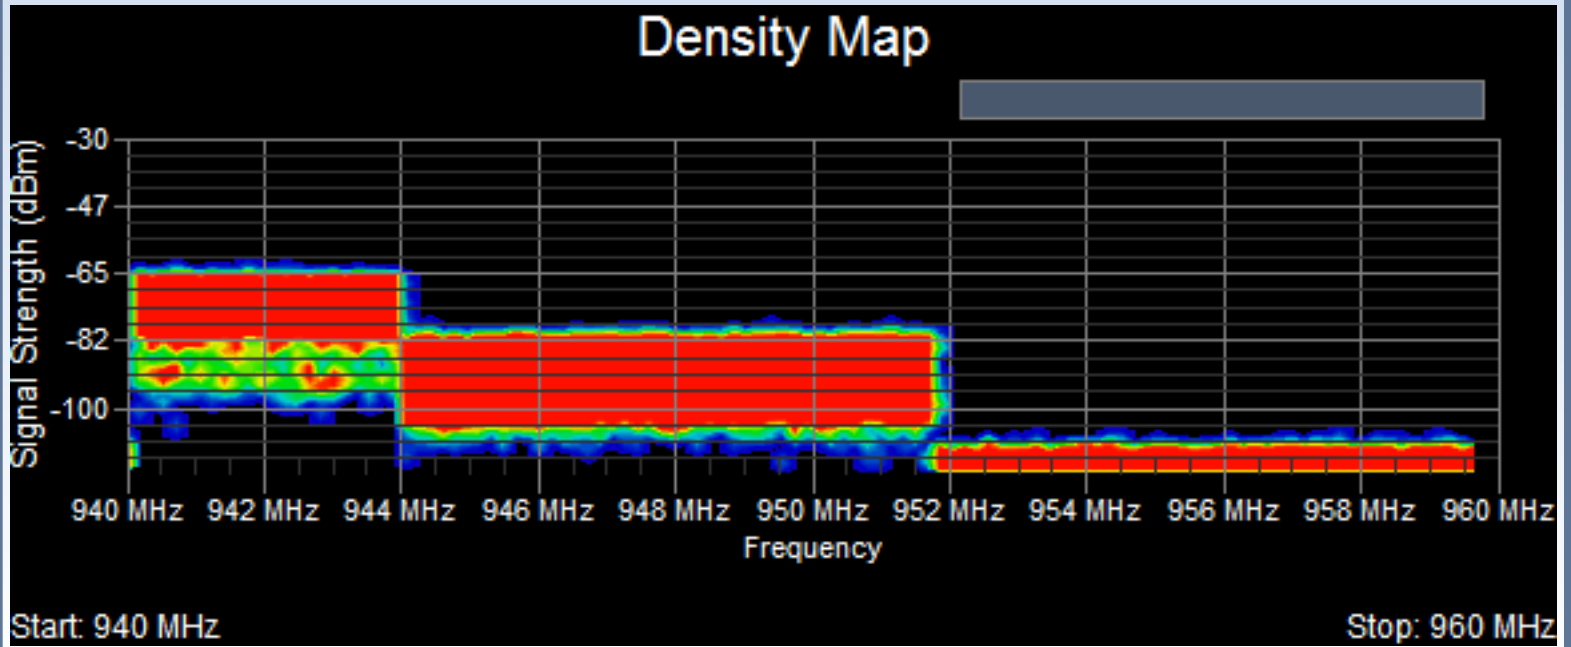 Density Map
Signal Strength (dBm)
-30
-47
-65
-82
-100
940 MHz 942 MHz 944 MHz 946 MHz 948 MHz 950 MHz 952 MHz 954 MHz 956 MHz 958 MHz 960 MHz
Frequency
Start: 940 MHz Stop: 960 MHz